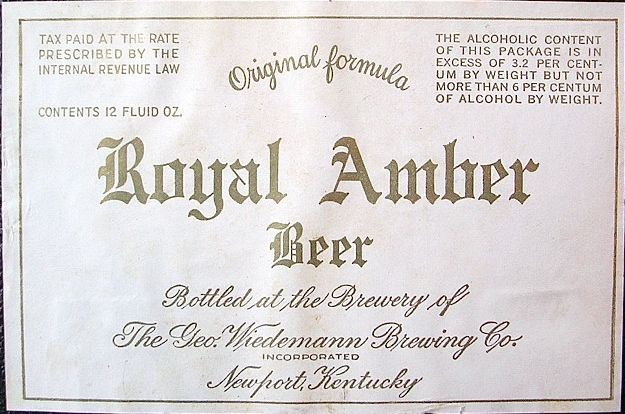 TAX PAID AT THE RATE
PRESCRIBED BY THE
INTERNAL REVENUE LAW
CONTENTS 12 FLUID OZ.
Original formula
THE ALCOHOLIC CONTENT
OF THIS PACKAGE IS IN
EXCESS OF 3.2 PER CENT-
UM BY WEIGHT BUT NOT
MORE THAN 6 PER CENTUM
OF ALCOHOL BY WEIGHT.
Royal Amber
Beer
Bottled at the Brewery of
The Geo. Wiedemann Brewing Co.
INCORPORATED
Newport, Kentucky